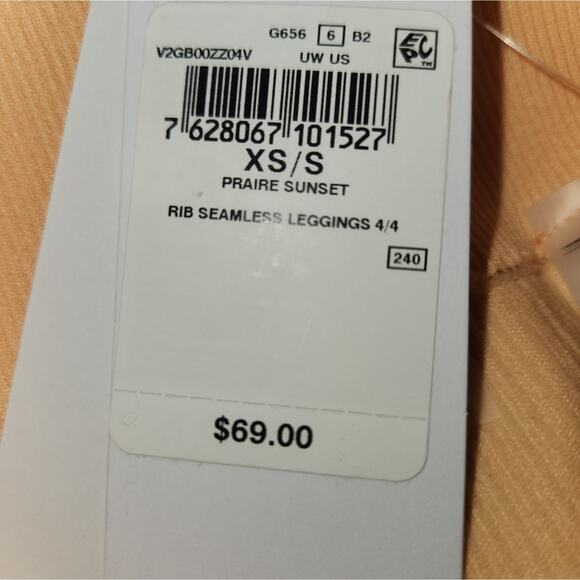 G656 6 B2
V2GB00ZZ04V UW US
EPC™
7 628067 101527
XS/S
PRAIRE SUNSET
RIB SEAMLESS LEGGINGS 4/4
240
$69.00